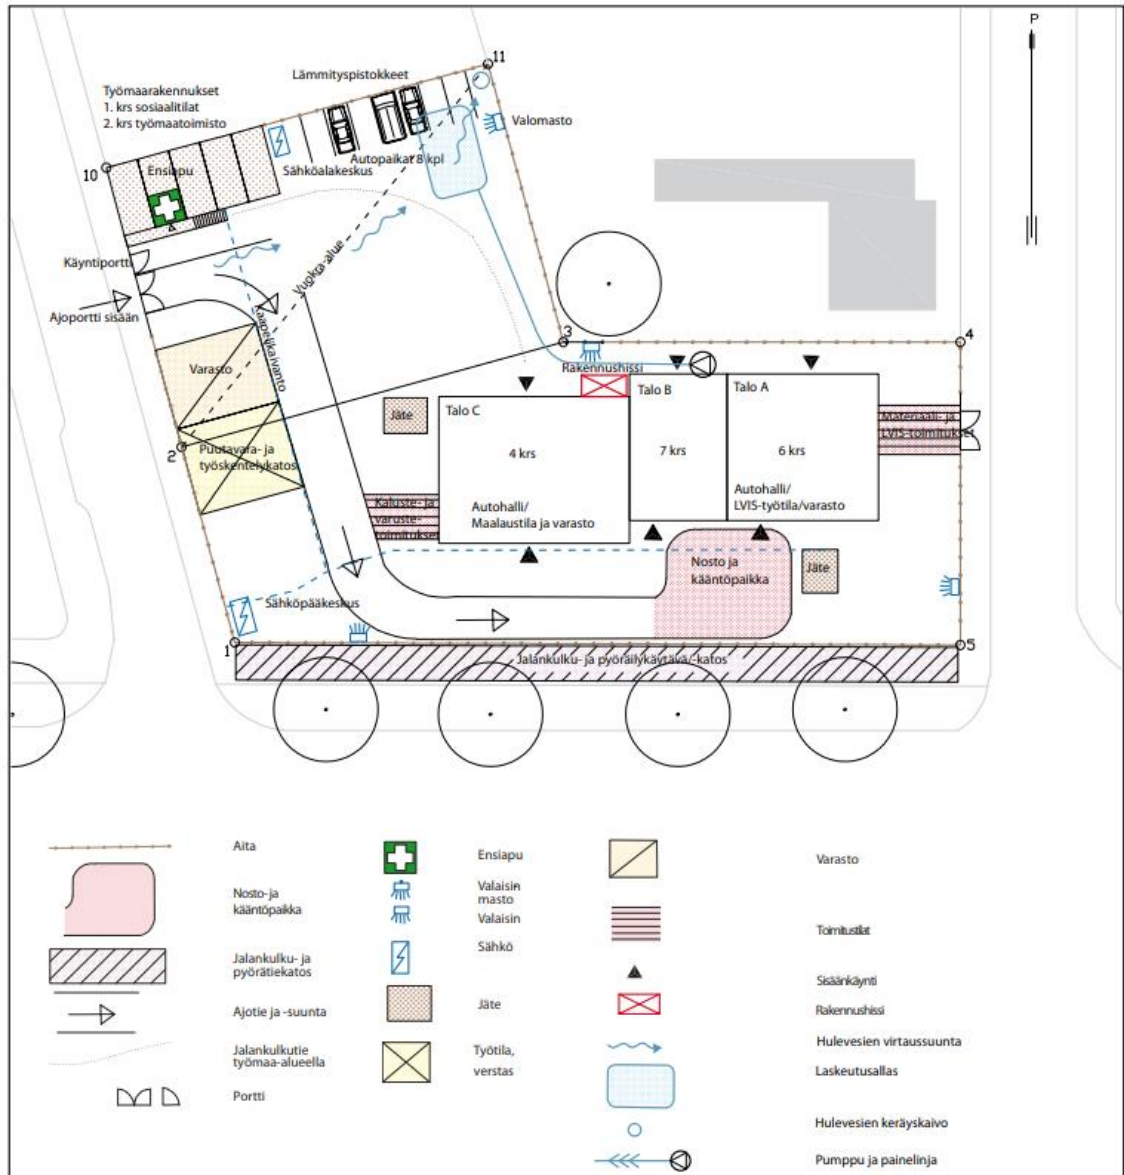 P
11
Lämmityspistokkeet
Työmaarakennukset
1. krs sosiaalitilat
2. krs työmaatoimisto
Valomasto
10
Ensiapu
Sähköalakeskus
Autopaikat 8 kpl
Käyntiportti
Vuokra-alue
Ajoportti sisään
Kaapelikaivanto
3
4
Varasto
Rakennushissi
Talo B
Talo A
Jäte
Talo C
Materiaali- ja
LVIS-toimitukset
2
Puutavara- ja
työskentelykatos
4 krs
7 krs
6 krs
Autohalli/
LVIS-työtila/varasto
Kaluste- ja
varuste-
toimitukset
Autohalli/
Maalaustila ja varasto
Nosto ja
kääntöpaikka
Jäte
Sähköpääkeskus
1
5
Jalankulku- ja pyöräilykäytävä/-katos
Aita
Nosto- ja
kääntöpaikka
Jalankulku- ja
pyörätiekatos
Ajotie ja -suunta
Jalankulkutie
työmaa-alueella
Portti
Ensiapu
Valaisin
masto
Valaisin
Sähkö
Jäte
Työtila,
verstas
Varasto
Toimitustilat
Sisäänkäynti
Rakennushissi
Hulevesien virtaussuunta
Laskeutusallas
Hulevesien keräyskaivo
Pumppu ja painelinja